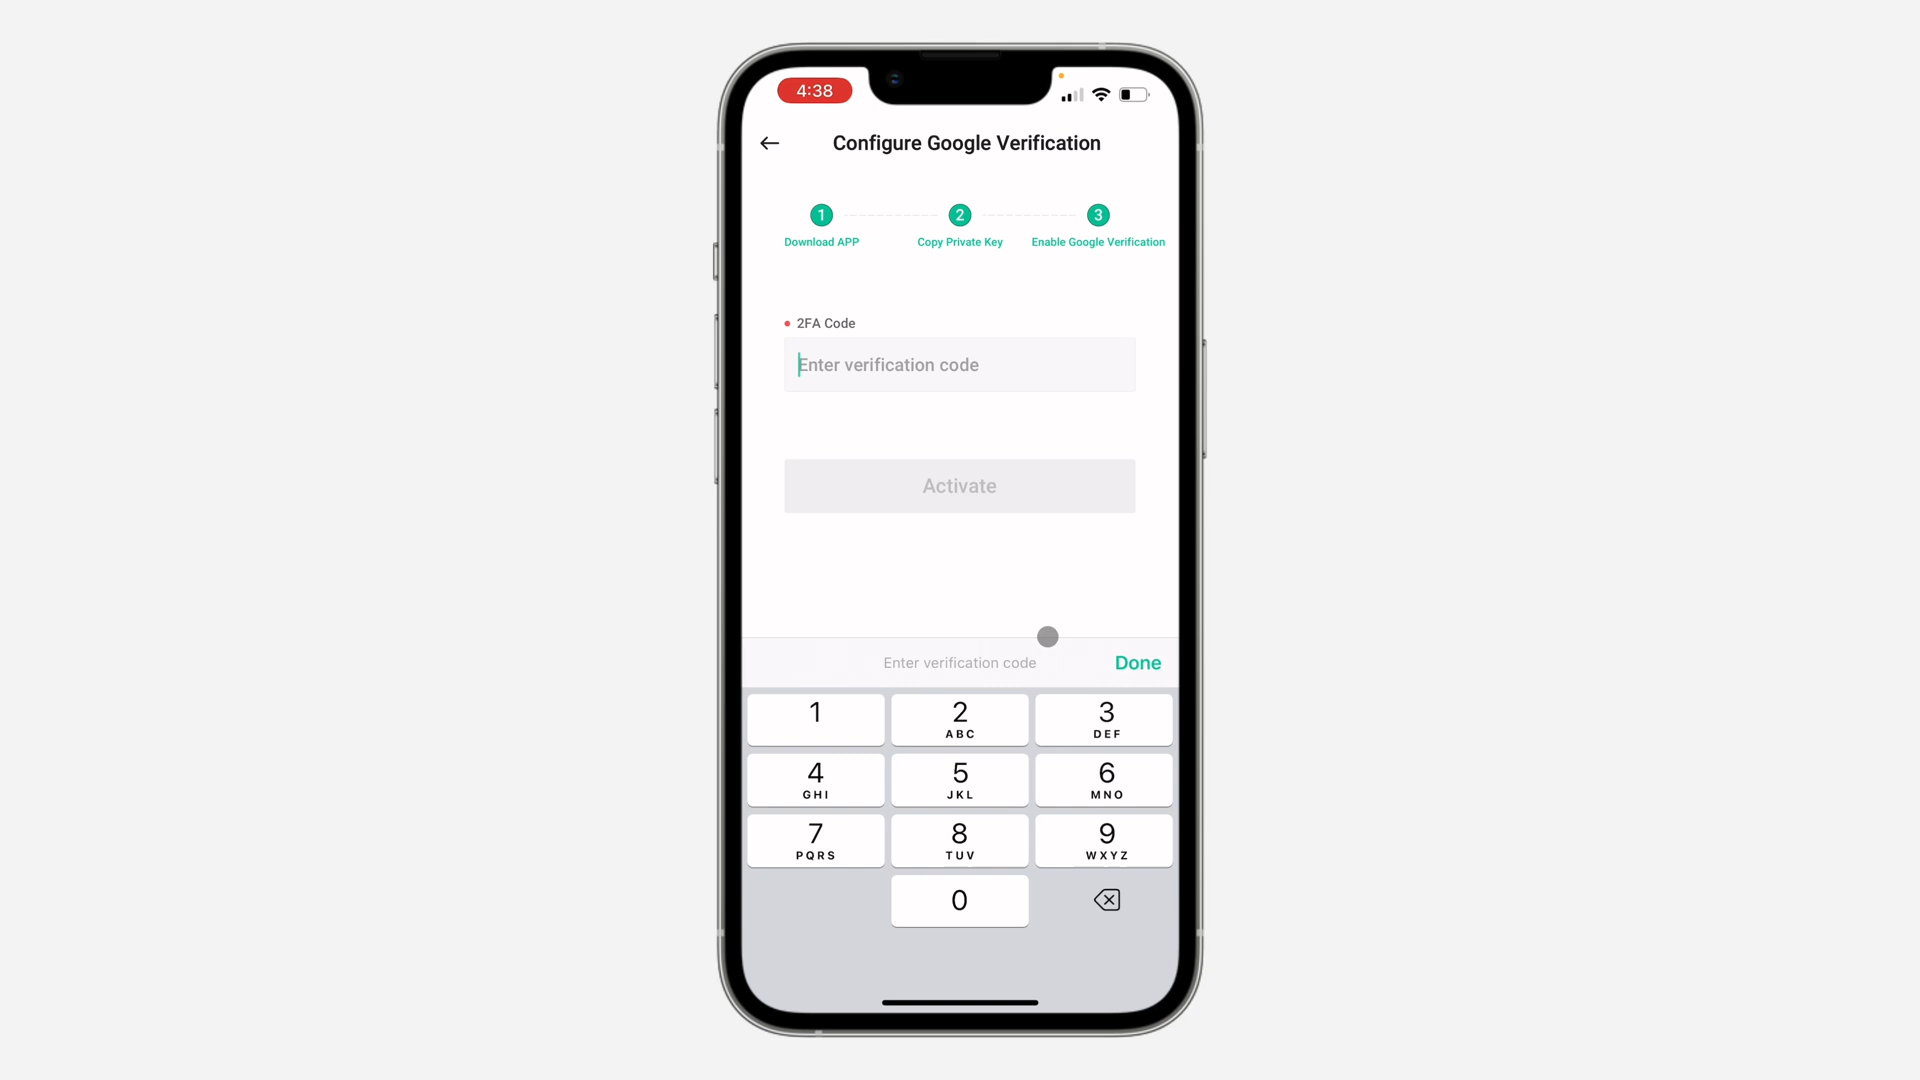 4:38
Configure Google Verification
1
2
3
Download APP
Copy Private Key
Enable Google Verification
2FA Code
Enter verification code
Activate
Enter verification code
Done
1
2
ABC
3
DEF
4
GHI
5
JKL
6
MNO
7
PQRS
8
TUV
9
WXYZ
0